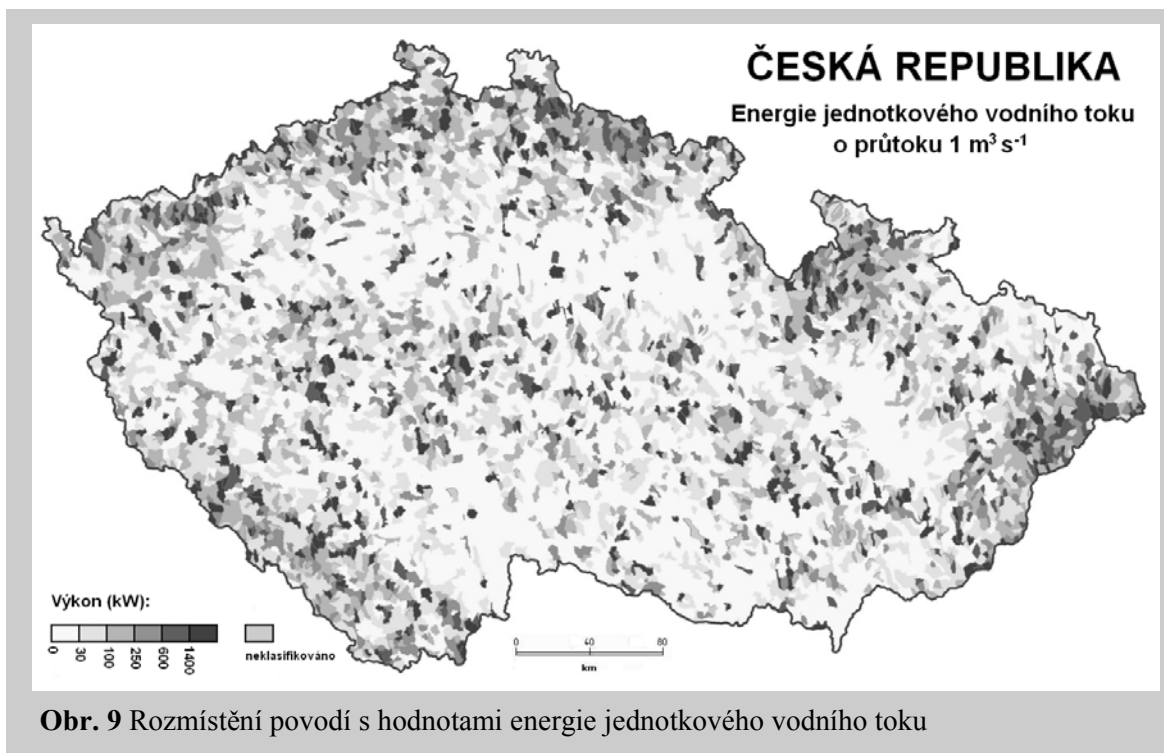 ČESKÁ REPUBLIKA
Energie jednotkového vodního toku
o průtoku 1 m³ s⁻¹
Výkon (kW):
0 30 100 250 600 1400
neklasifikováno
0 40 80
km
Obr. 9 Rozmístění povodí s hodnotami energie jednotkového vodního toku